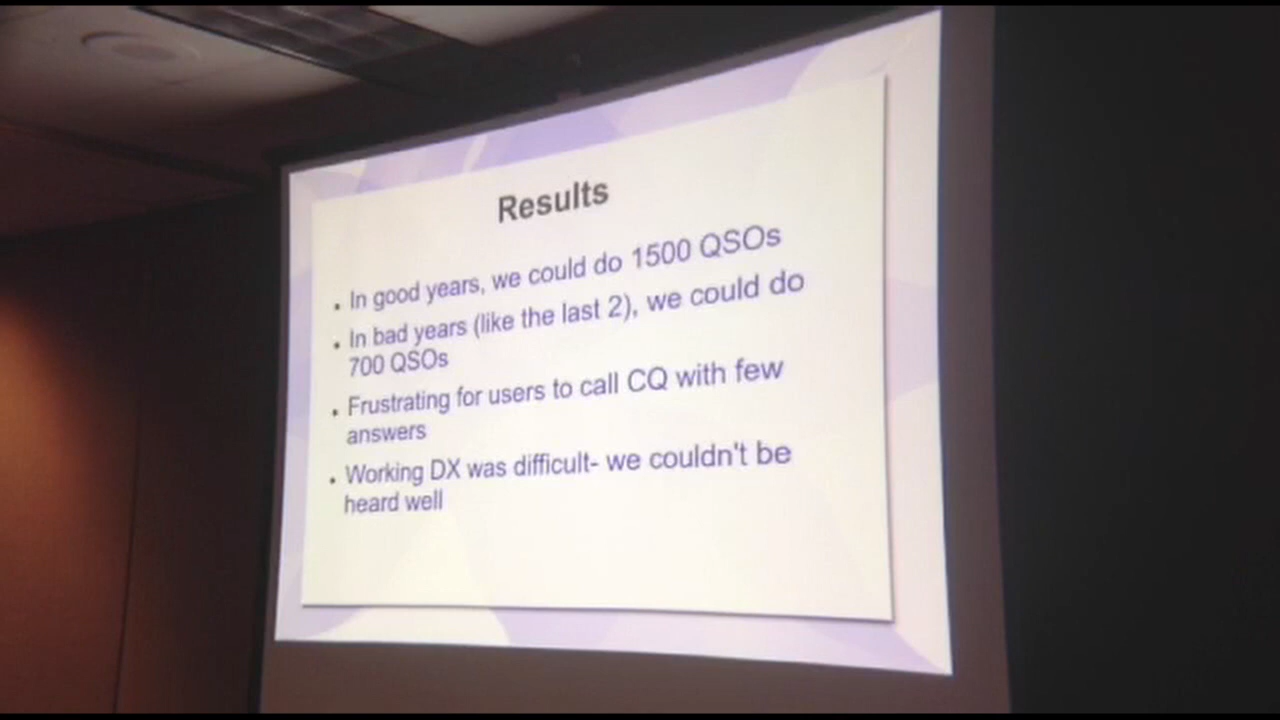 Results
• In good years, we could do 1500 QSOs
• In bad years (like the last 2), we could do
700 QSOs
• Frustrating for users to call CQ with few
answers
• Working DX was difficult- we couldn't be
heard well